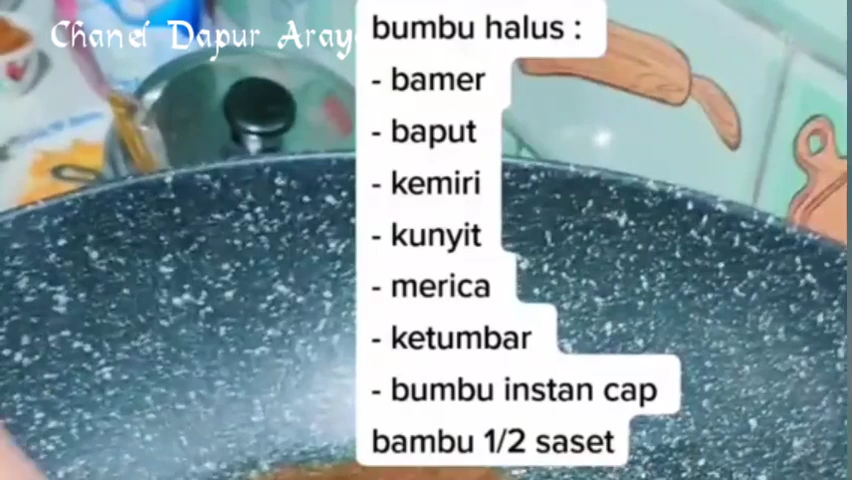 Chanel Dapur Araya
bumbu halus :
- bamer
- baput
- kemiri
- kunyit
- merica
- ketumbar
- bumbu instan cap
bambu 1/2 saset